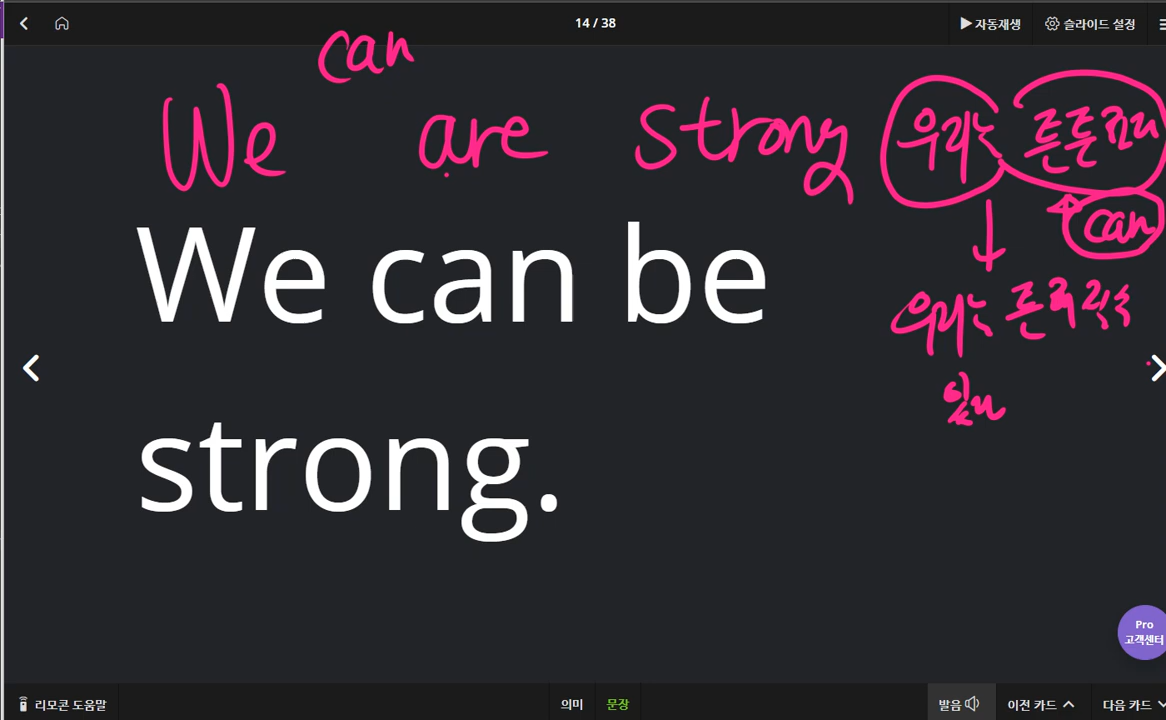 14 / 38
자동재생
슬라이드 설정
can
We are strong
우리는 튼튼하다
can
We can be
strong.
우리는 튼튼해질 수
있다
Pro
고객센터
리모콘 도움말
의미
문장
발음
이전 카드
다음 카드